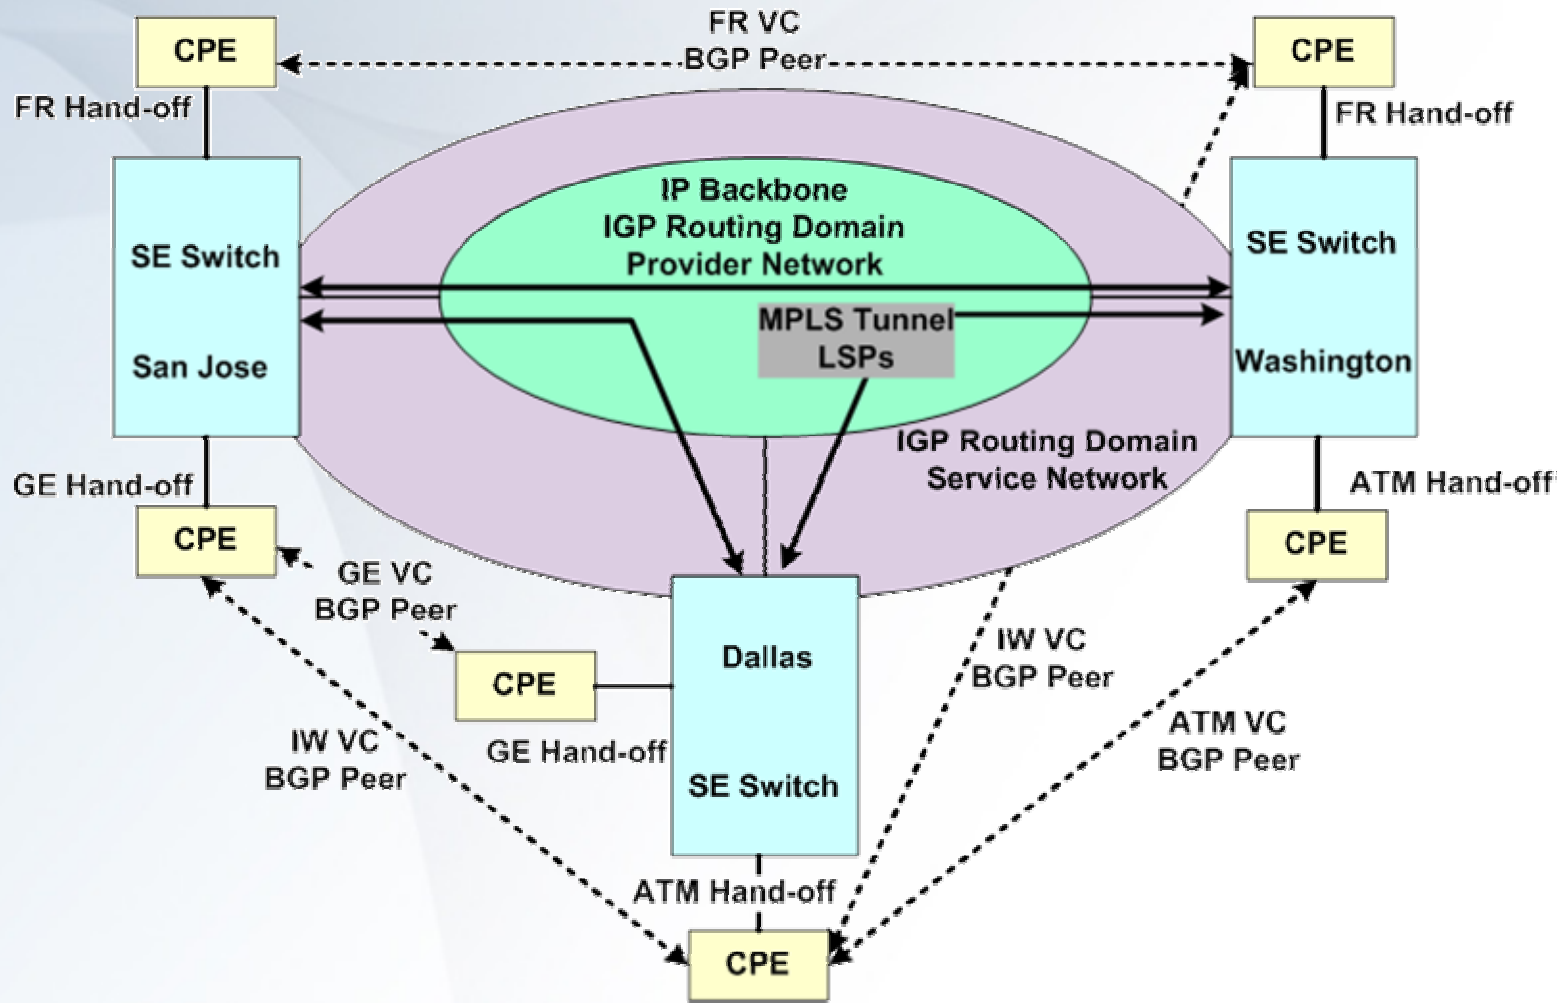 FR VC
BGP Peer
CPE
CPE
FR Hand-off
FR Hand-off
IP Backbone
IGP Routing Domain
Provider Network
SE Switch
San Jose
SE Switch
Washington
MPLS Tunnel
LSPs
IGP Routing Domain
Service Network
GE Hand-off
ATM Hand-off
CPE
CPE
GE VC
BGP Peer
IW VC
BGP Peer
CPE
Dallas
SE Switch
GE Hand-off
IW VC
BGP Peer
ATM VC
BGP Peer
ATM Hand-off
CPE